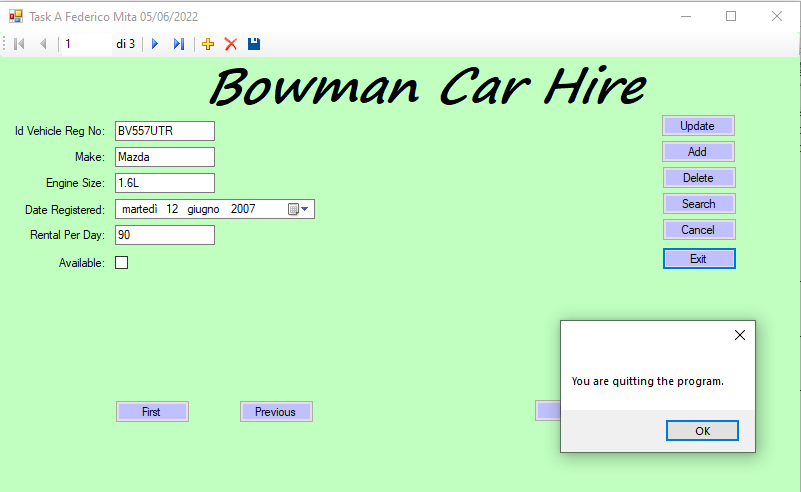 Task A Federico Mita 05/06/2022
1 di 3
Bowman Car Hire
Id Vehicle Reg No: BV557UTR
Update
Make: Mazda
Add
Engine Size: 1.6L
Delete
Date Registered: martedì 12 giugno 2007
Search
Rental Per Day: 90
Cancel
Available:
Exit
You are quitting the program.
First
Previous
OK